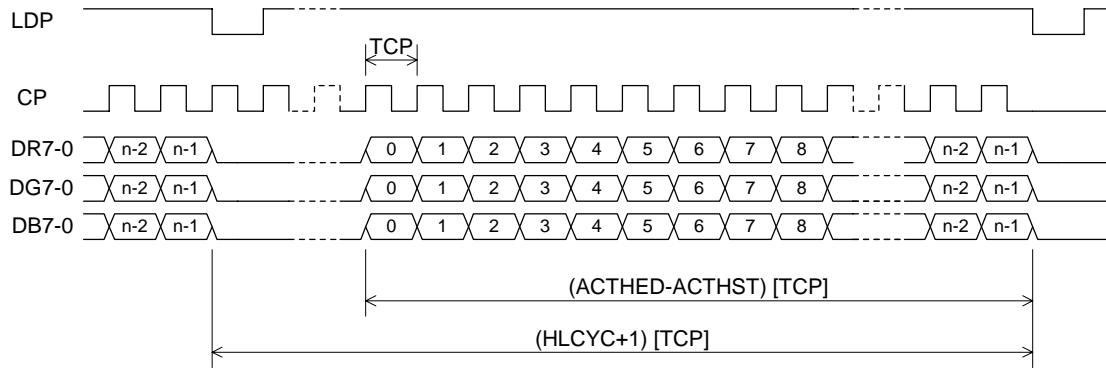 LDP
TCP
CP
DR7-0 n-2 n-1 0 1 2 3 4 5 6 7 8 n-2 n-1
DG7-0 n-2 n-1 0 1 2 3 4 5 6 7 8 n-2 n-1
DB7-0 n-2 n-1 0 1 2 3 4 5 6 7 8 n-2 n-1
(ACTHED-ACTHST) [TCP]
(HLCYC+1) [TCP]